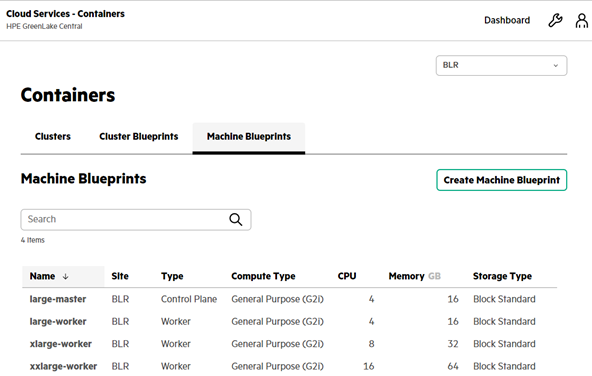 Cloud Services - Containers
HPE GreenLake Central
Dashboard
BLR
Containers
Clusters Cluster Blueprints Machine Blueprints
Machine Blueprints
Create Machine Blueprint
Search
4 Items
Name Site Type Compute Type CPU Memory GB Storage Type
large-master BLR Control Plane General Purpose (G2i) 4 16 Block Standard
large-worker BLR Worker General Purpose (G2i) 4 16 Block Standard
xlarge-worker BLR Worker General Purpose (G2i) 8 32 Block Standard
xxlarge-worker BLR Worker General Purpose (G2i) 16 64 Block Standard